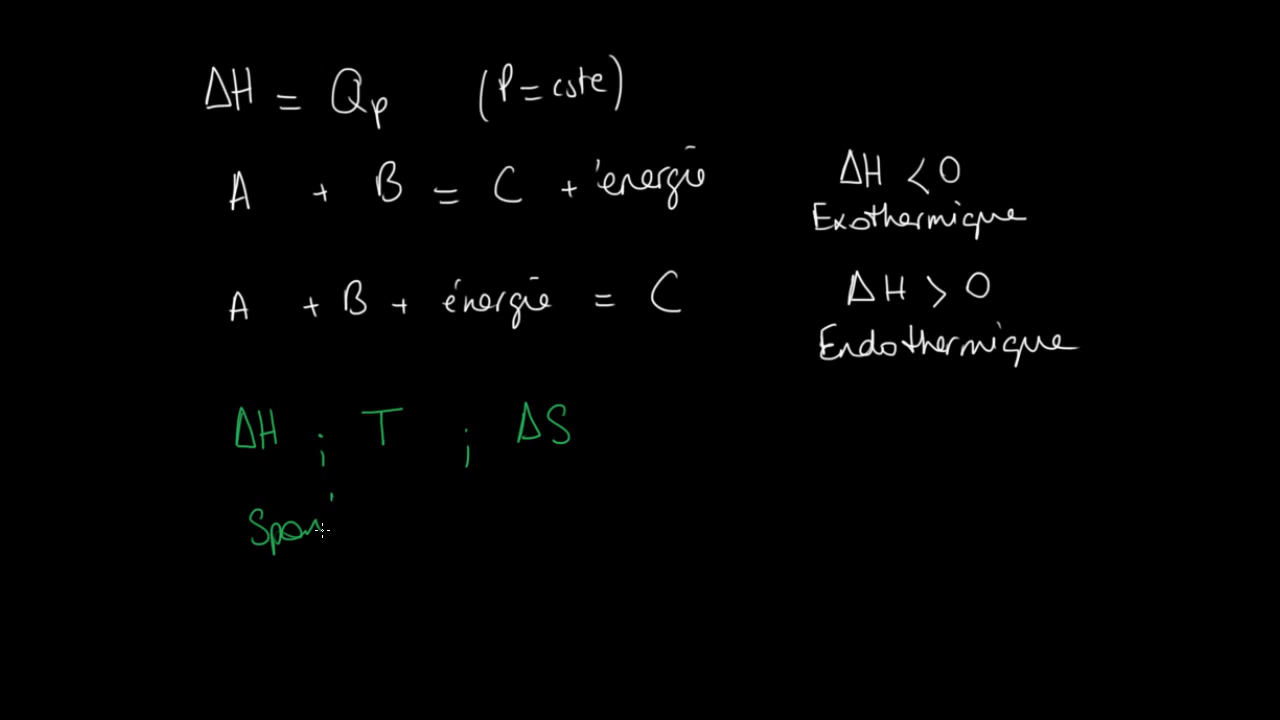 ΔH = Qp (P = cste)
A + B = C + énergie
ΔH < 0
Exothermique
A + B + énergie = C
ΔH > 0
Endothermique
ΔH ; T ; ΔS